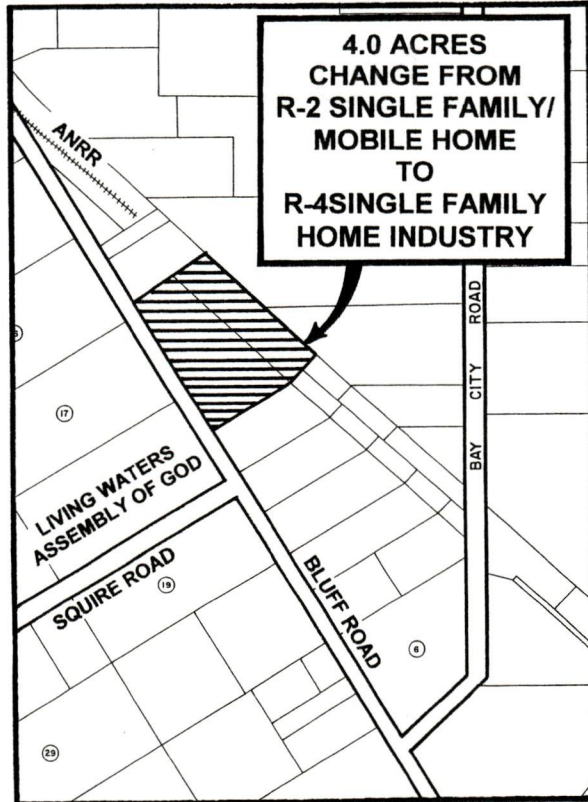 4.0 ACRES
CHANGE FROM
R-2 SINGLE FAMILY/
MOBILE HOME
TO
R-4SINGLE FAMILY
HOME INDUSTRY
ANRR
BAY CITY ROAD
17
LIVING WATERS
ASSEMBLY OF GOD
SQUIRE ROAD
19
BLUFF ROAD
6
29